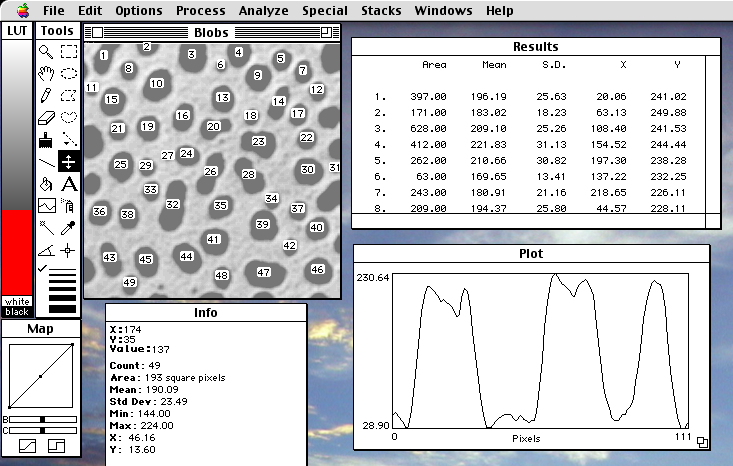 File Edit Options Process Analyze Special Stacks Windows Help
LUT
Tools
Blobs
1 2 3 4 5
6 7 8 9
10 11 12
13 14 15
16 17 18
19 20 21 22
23 24 25
26 27 28
29 30 31
32 33 34
35 36 37 38
39 40 41
42 43 44
45 46 47
48 49
white
black
Map
B
C
Results
Area Mean S.D. X Y
1. 397.00 196.19 25.63 20.06 241.02
2. 171.00 183.02 18.23 63.13 249.88
3. 628.00 209.10 25.26 108.40 241.53
4. 412.00 221.83 31.13 154.52 244.44
5. 262.00 210.66 30.82 197.30 238.28
6. 63.00 169.65 13.41 137.22 232.25
7. 243.00 180.91 21.16 218.65 226.11
8. 209.00 194.37 25.80 44.57 228.11
Info
X:174
Y:35
Value:137
Count: 49
Area: 193 square pixels
Mean: 190.09
Std Dev: 23.49
Min: 144.00
Max: 224.00
X: 46.16
Y: 13.60
Plot
230.64
28.90
0 Pixels 111